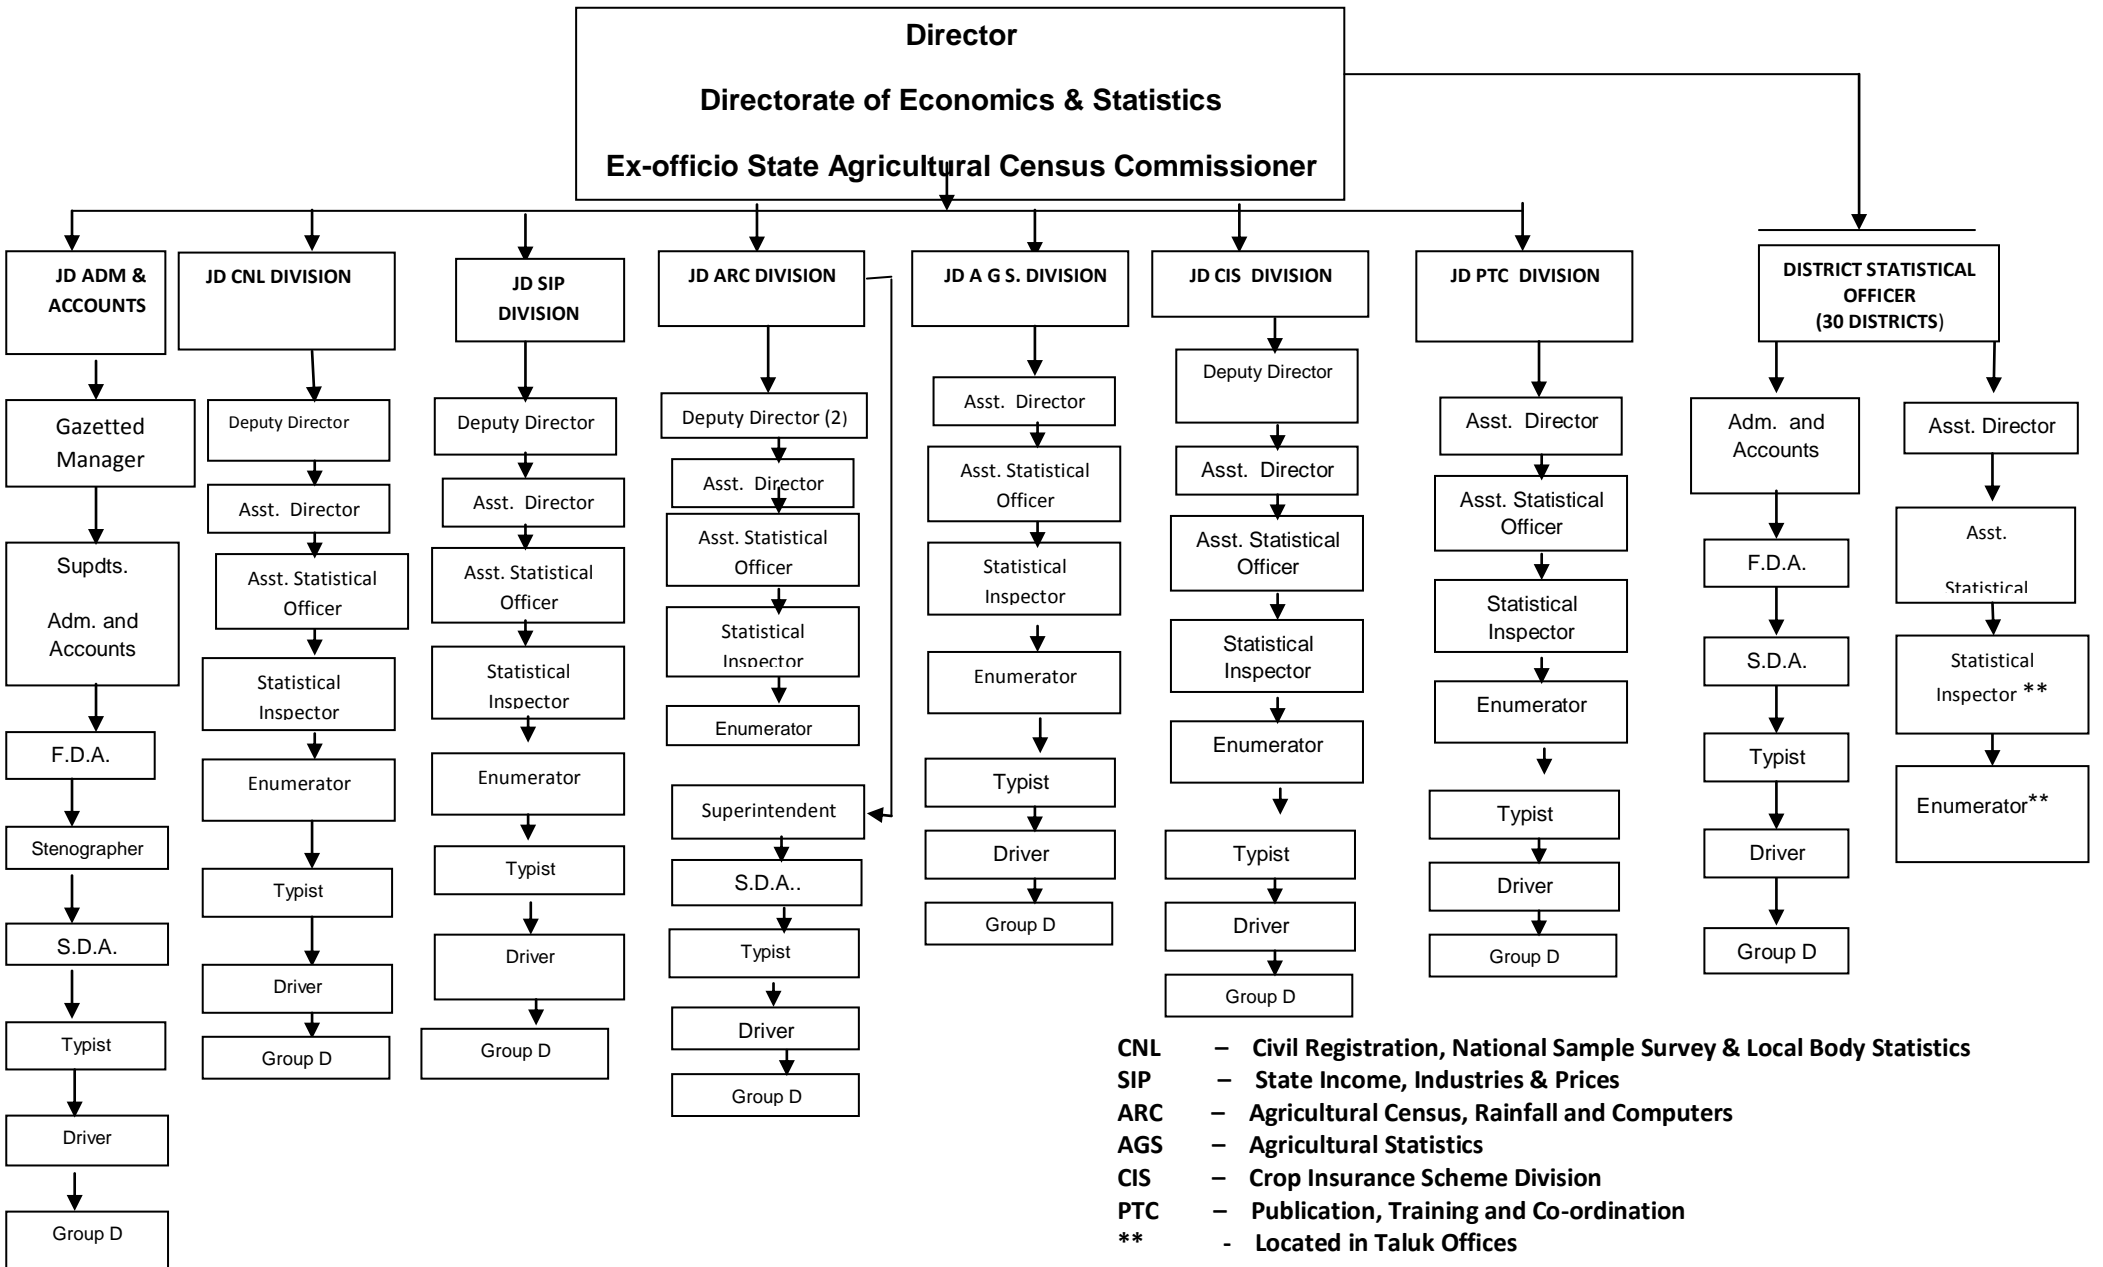 Director
Directorate of Economics & Statistics
Ex-officio State Agricultural Census Commissioner
JD ADM &
ACCOUNTS
Gazetted
Manager
Supdts.
Adm. and
Accounts
F.D.A.
Stenographer
S.D.A.
Typist
Driver
Group D
JD CNL DIVISION
Deputy Director
Asst. Director
Asst. Statistical
Officer
Statistical
Inspector
Enumerator
Typist
Driver
Group D
JD SIP
DIVISION
Deputy Director
Asst. Director
Asst. Statistical
Officer
Statistical
Inspector
Enumerator
Typist
Driver
Group D
JD ARC DIVISION
Deputy Director (2)
Asst. Director
Asst. Statistical
Officer
Statistical
Inspector
Enumerator
Superintendent
S.D.A..
Typist
Driver
Group D
JD A G S. DIVISION
Asst. Director
Asst. Statistical
Officer
Statistical
Inspector
Enumerator
Typist
Driver
Group D
JD CIS DIVISION
Deputy Director
Asst. Director
Asst. Statistical
Officer
Statistical
Inspector
Enumerator
Typist
Driver
Group D
JD PTC DIVISION
Asst. Director
Asst. Statistical
Officer
Statistical
Inspector
Enumerator
Typist
Driver
Group D
DISTRICT STATISTICAL
OFFICER
(30 DISTRICTS)
Adm. and
Accounts
F.D.A.
S.D.A.
Typist
Driver
Group D
Asst. Director
Asst.
Statistical
Statistical
Inspector **
Enumerator**
CNL – Civil Registration, National Sample Survey & Local Body Statistics
SIP – State Income, Industries & Prices
ARC – Agricultural Census, Rainfall and Computers
AGS – Agricultural Statistics
CIS – Crop Insurance Scheme Division
PTC – Publication, Training and Co-ordination
** - Located in Taluk Offices